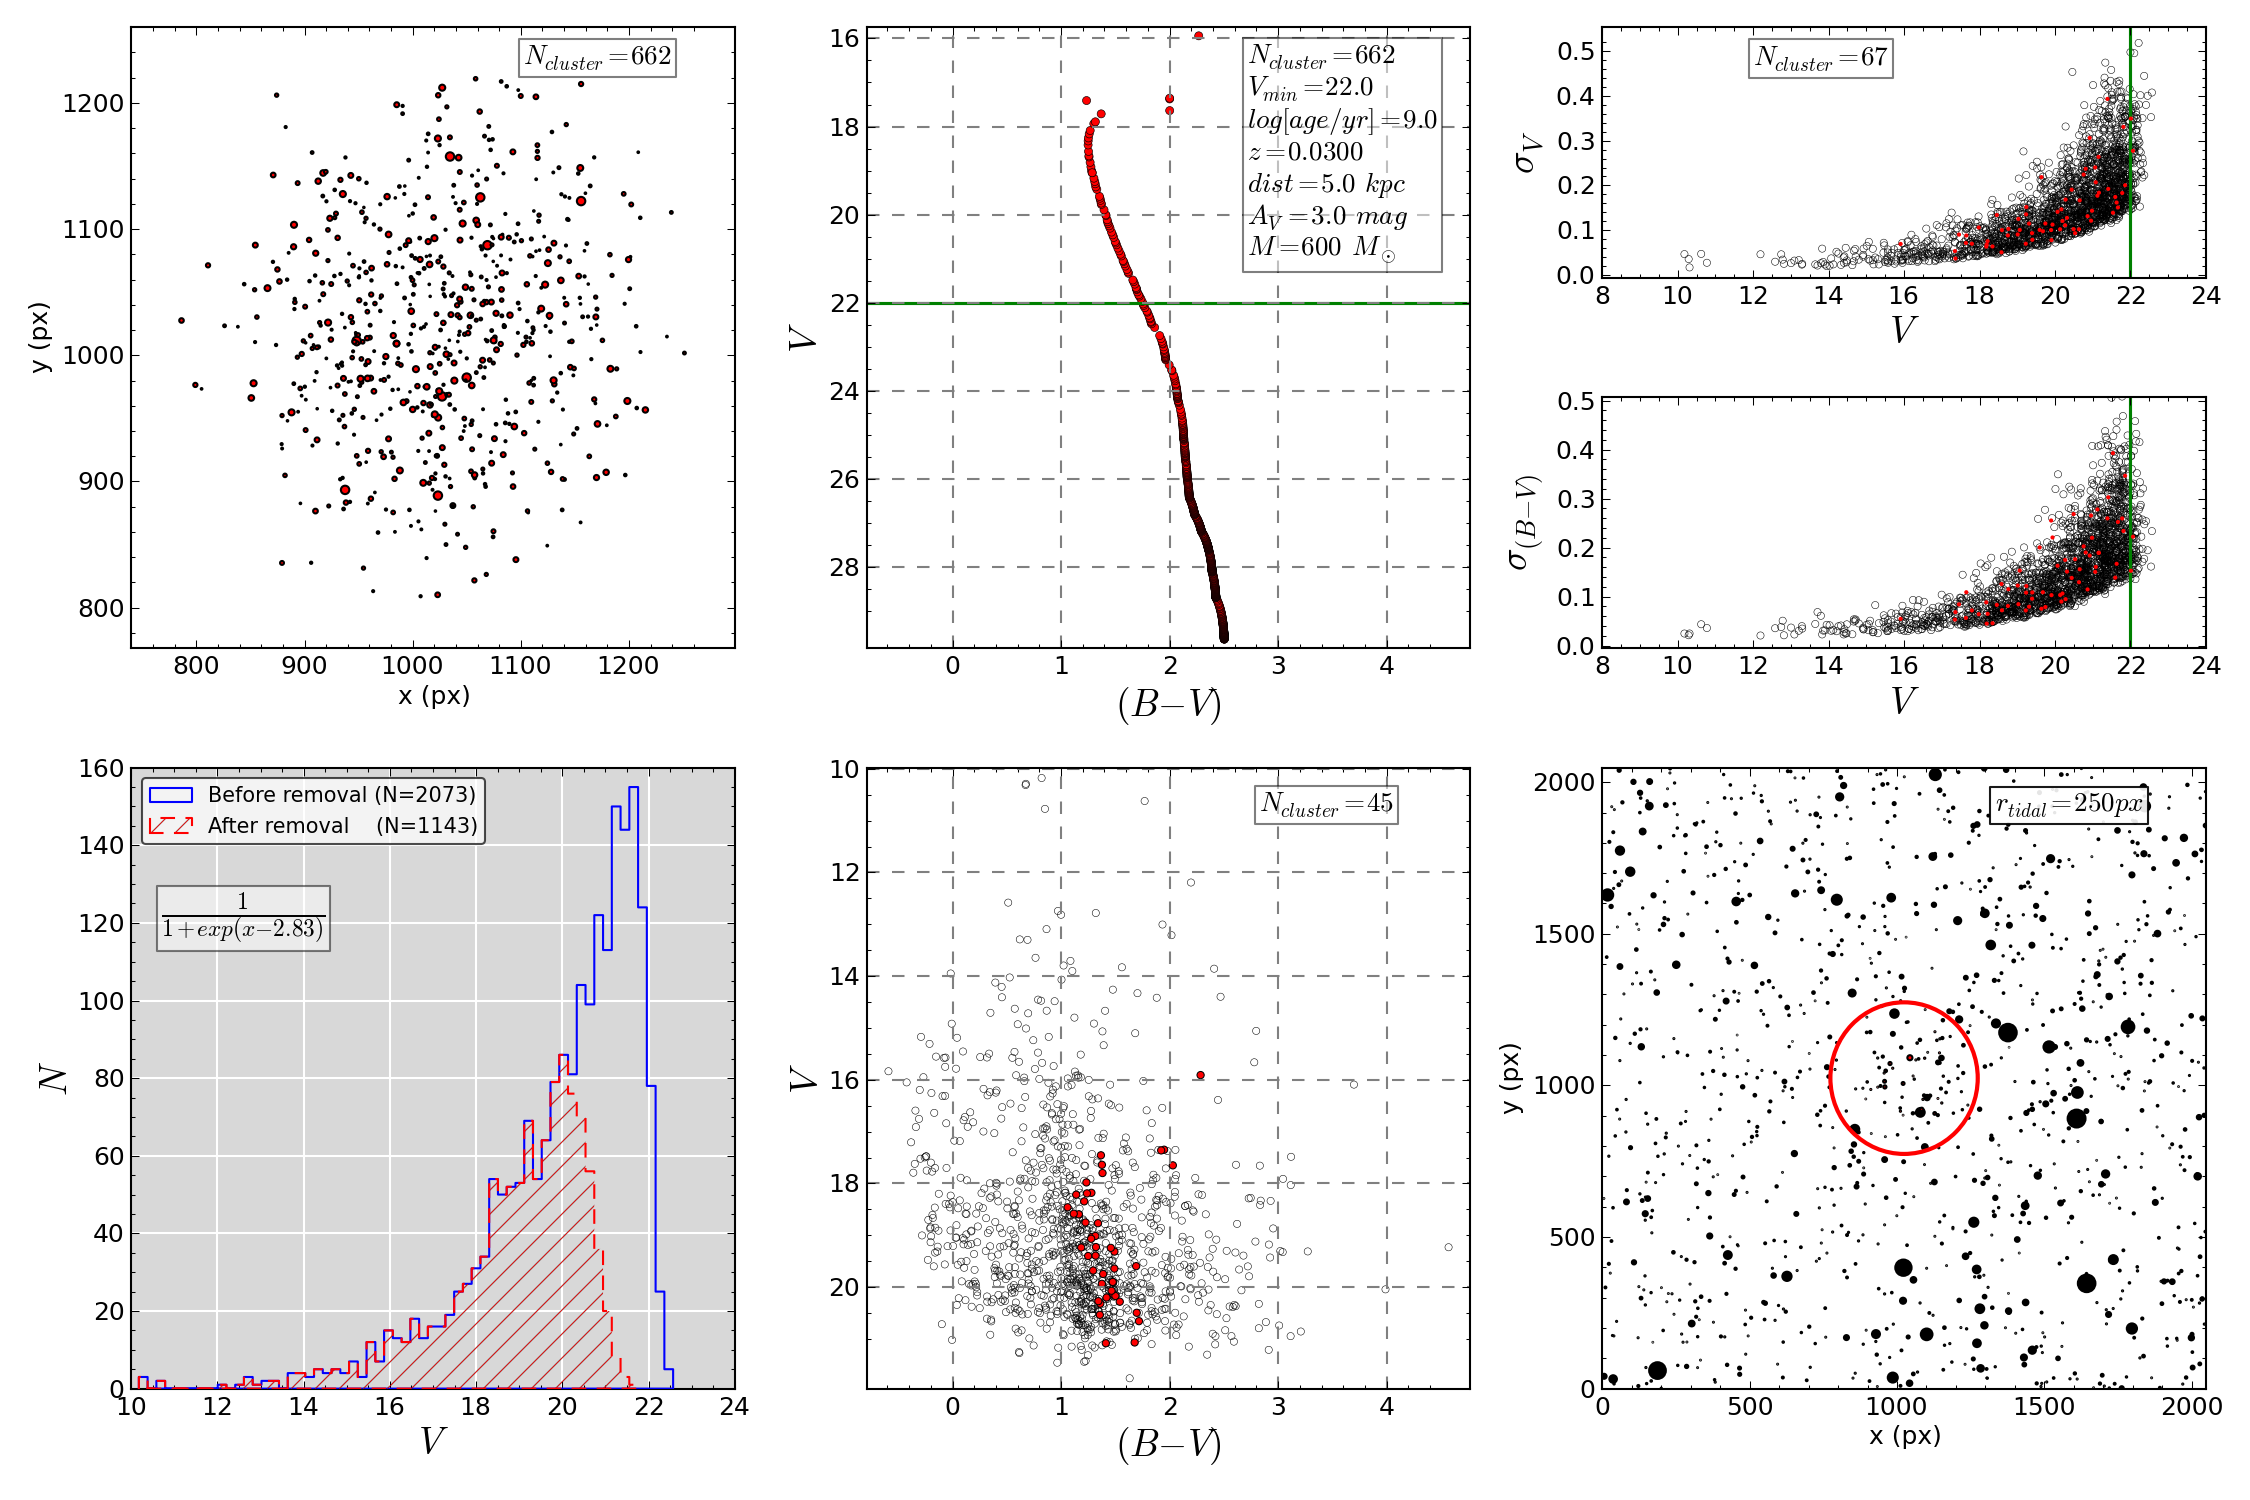 N_cluster=662
1200
1100
1000
900
800
y (px)
800 900 1000 1100 1200
x (px)
N_cluster=662
V_min=22.0
log[age/yr]=9.0
z=0.0300
dist=5.0 kpc
A_V=3.0 mag
M=600 M_⊙
16
18
20
22
24
26
28
V
0 1 2 3 4
(B−V)
N_cluster=67
0.5
0.4
0.3
0.2
0.1
0.0
σ_V
8 10 12 14 16 18 20 22 24
V
0.5
0.4
0.3
0.2
0.1
0.0
σ_(B−V)
8 10 12 14 16 18 20 22 24
V
Before removal (N=2073)
After removal (N=1143)
1
1+exp(x−2.83)
160
140
120
100
80
60
40
20
0
N
10 12 14 16 18 20 22 24
V
N_cluster=45
10
12
14
16
18
20
V
0 1 2 3 4
(B−V)
r_tidal=250px
2000
1500
1000
500
0
y (px)
0 500 1000 1500 2000
x (px)